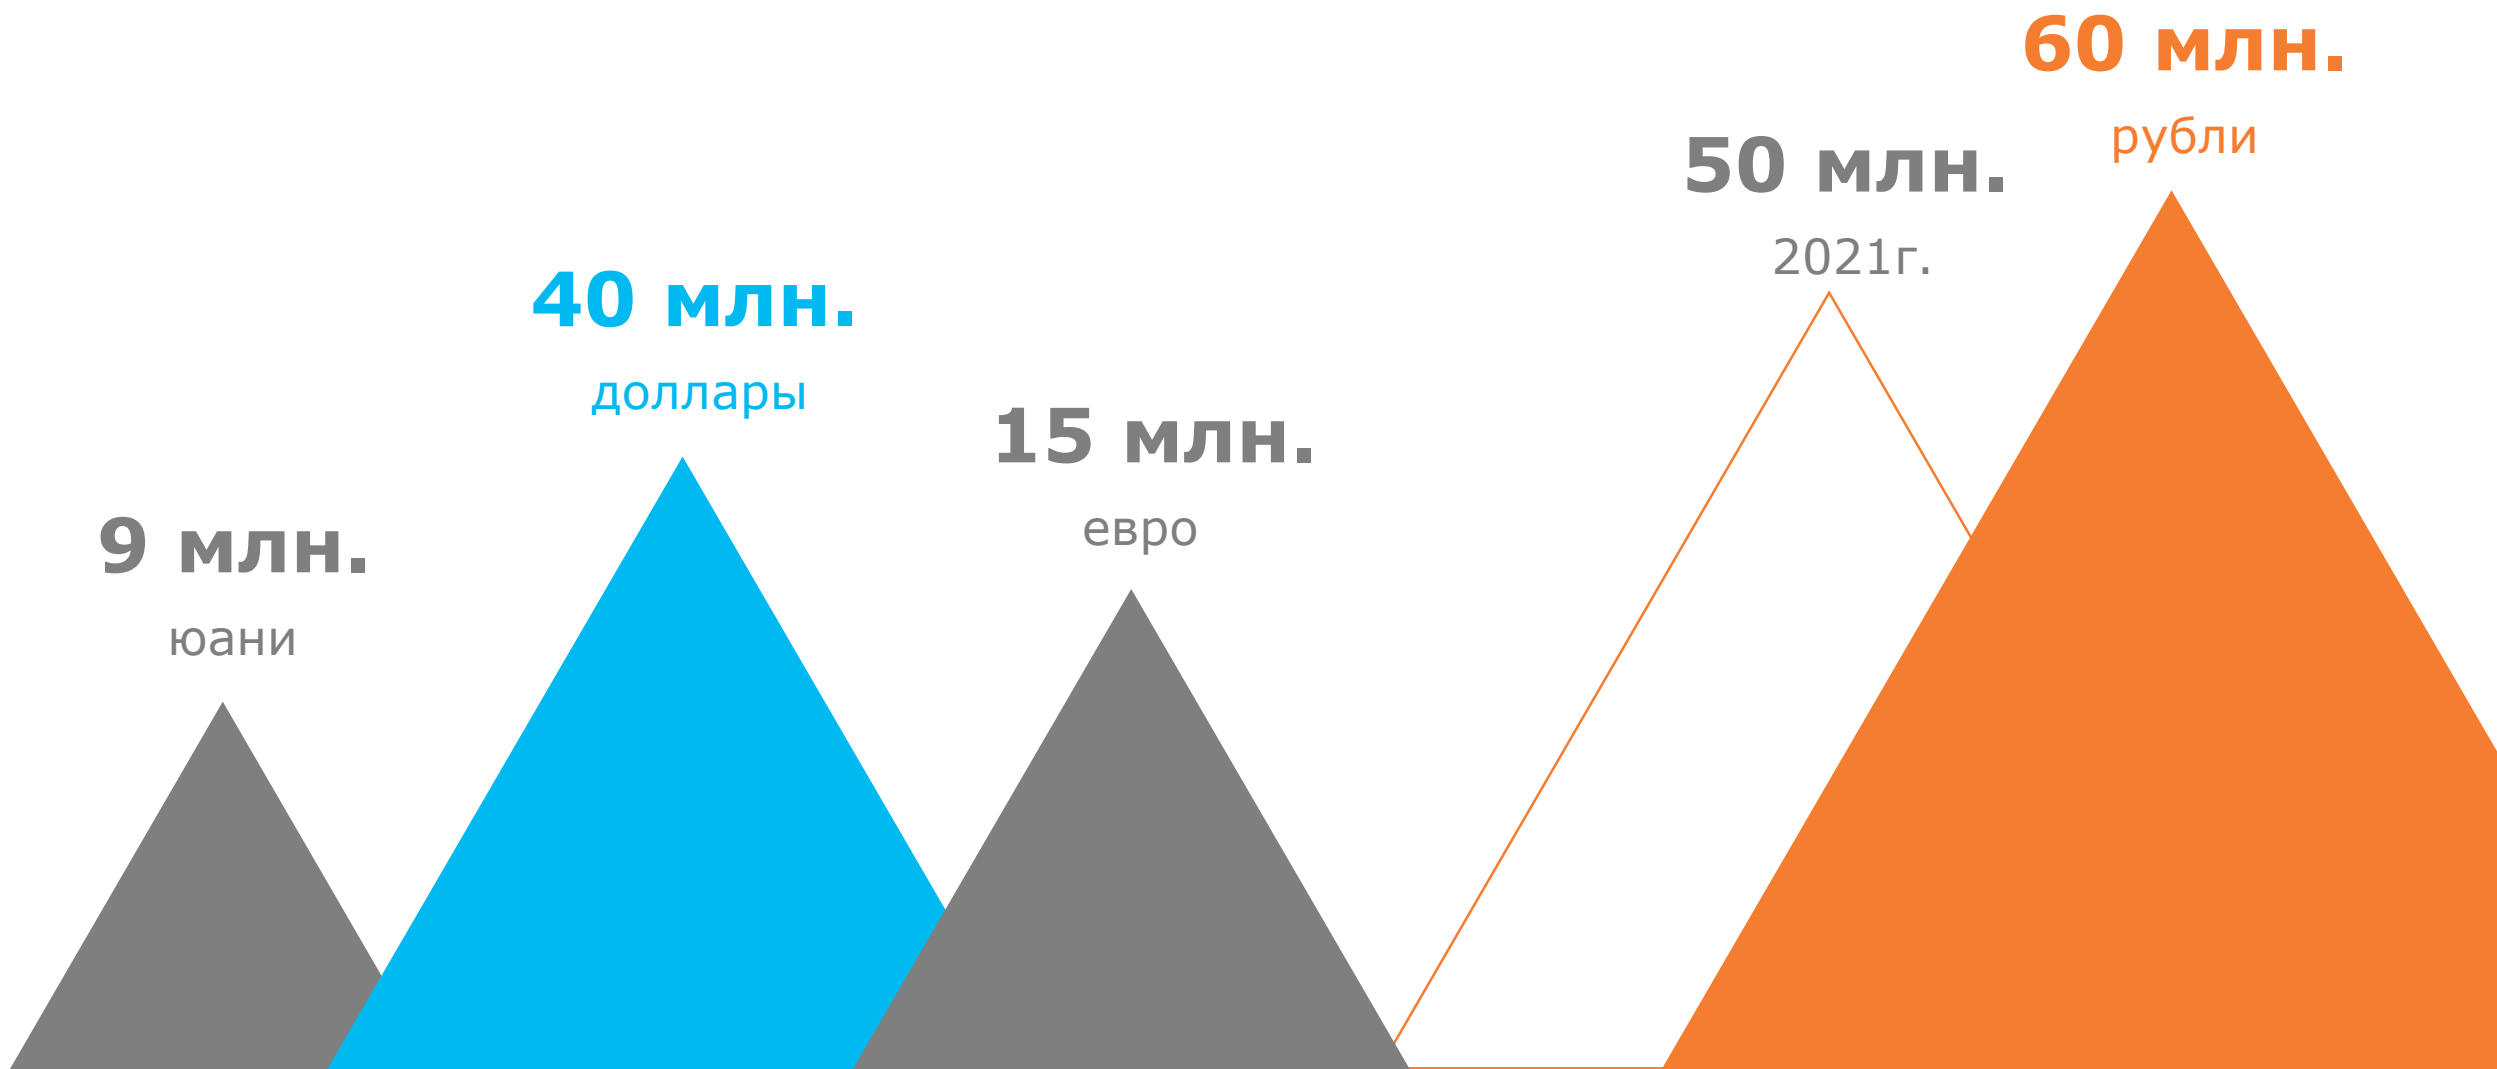 9 млн.
юани
40 млн.
доллары
15 млн.
евро
50 млн.
2021г.
60 млн.
рубли